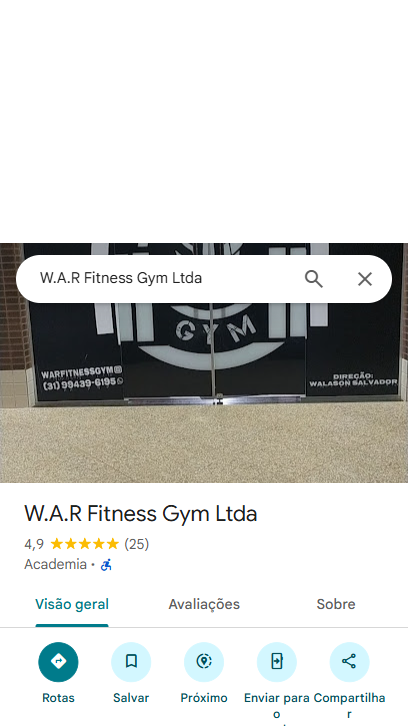 W.A.R Fitness Gym Ltda
GYM
WARFITNESSGYM
(31) 99439-6195
DIREÇÃO:
WALASON SALVADOR
W.A.R Fitness Gym Ltda
4,9 (25)
Academia ·
Visão geral Avaliações Sobre
Rotas Salvar Próximo Enviar para Compartilha
o r